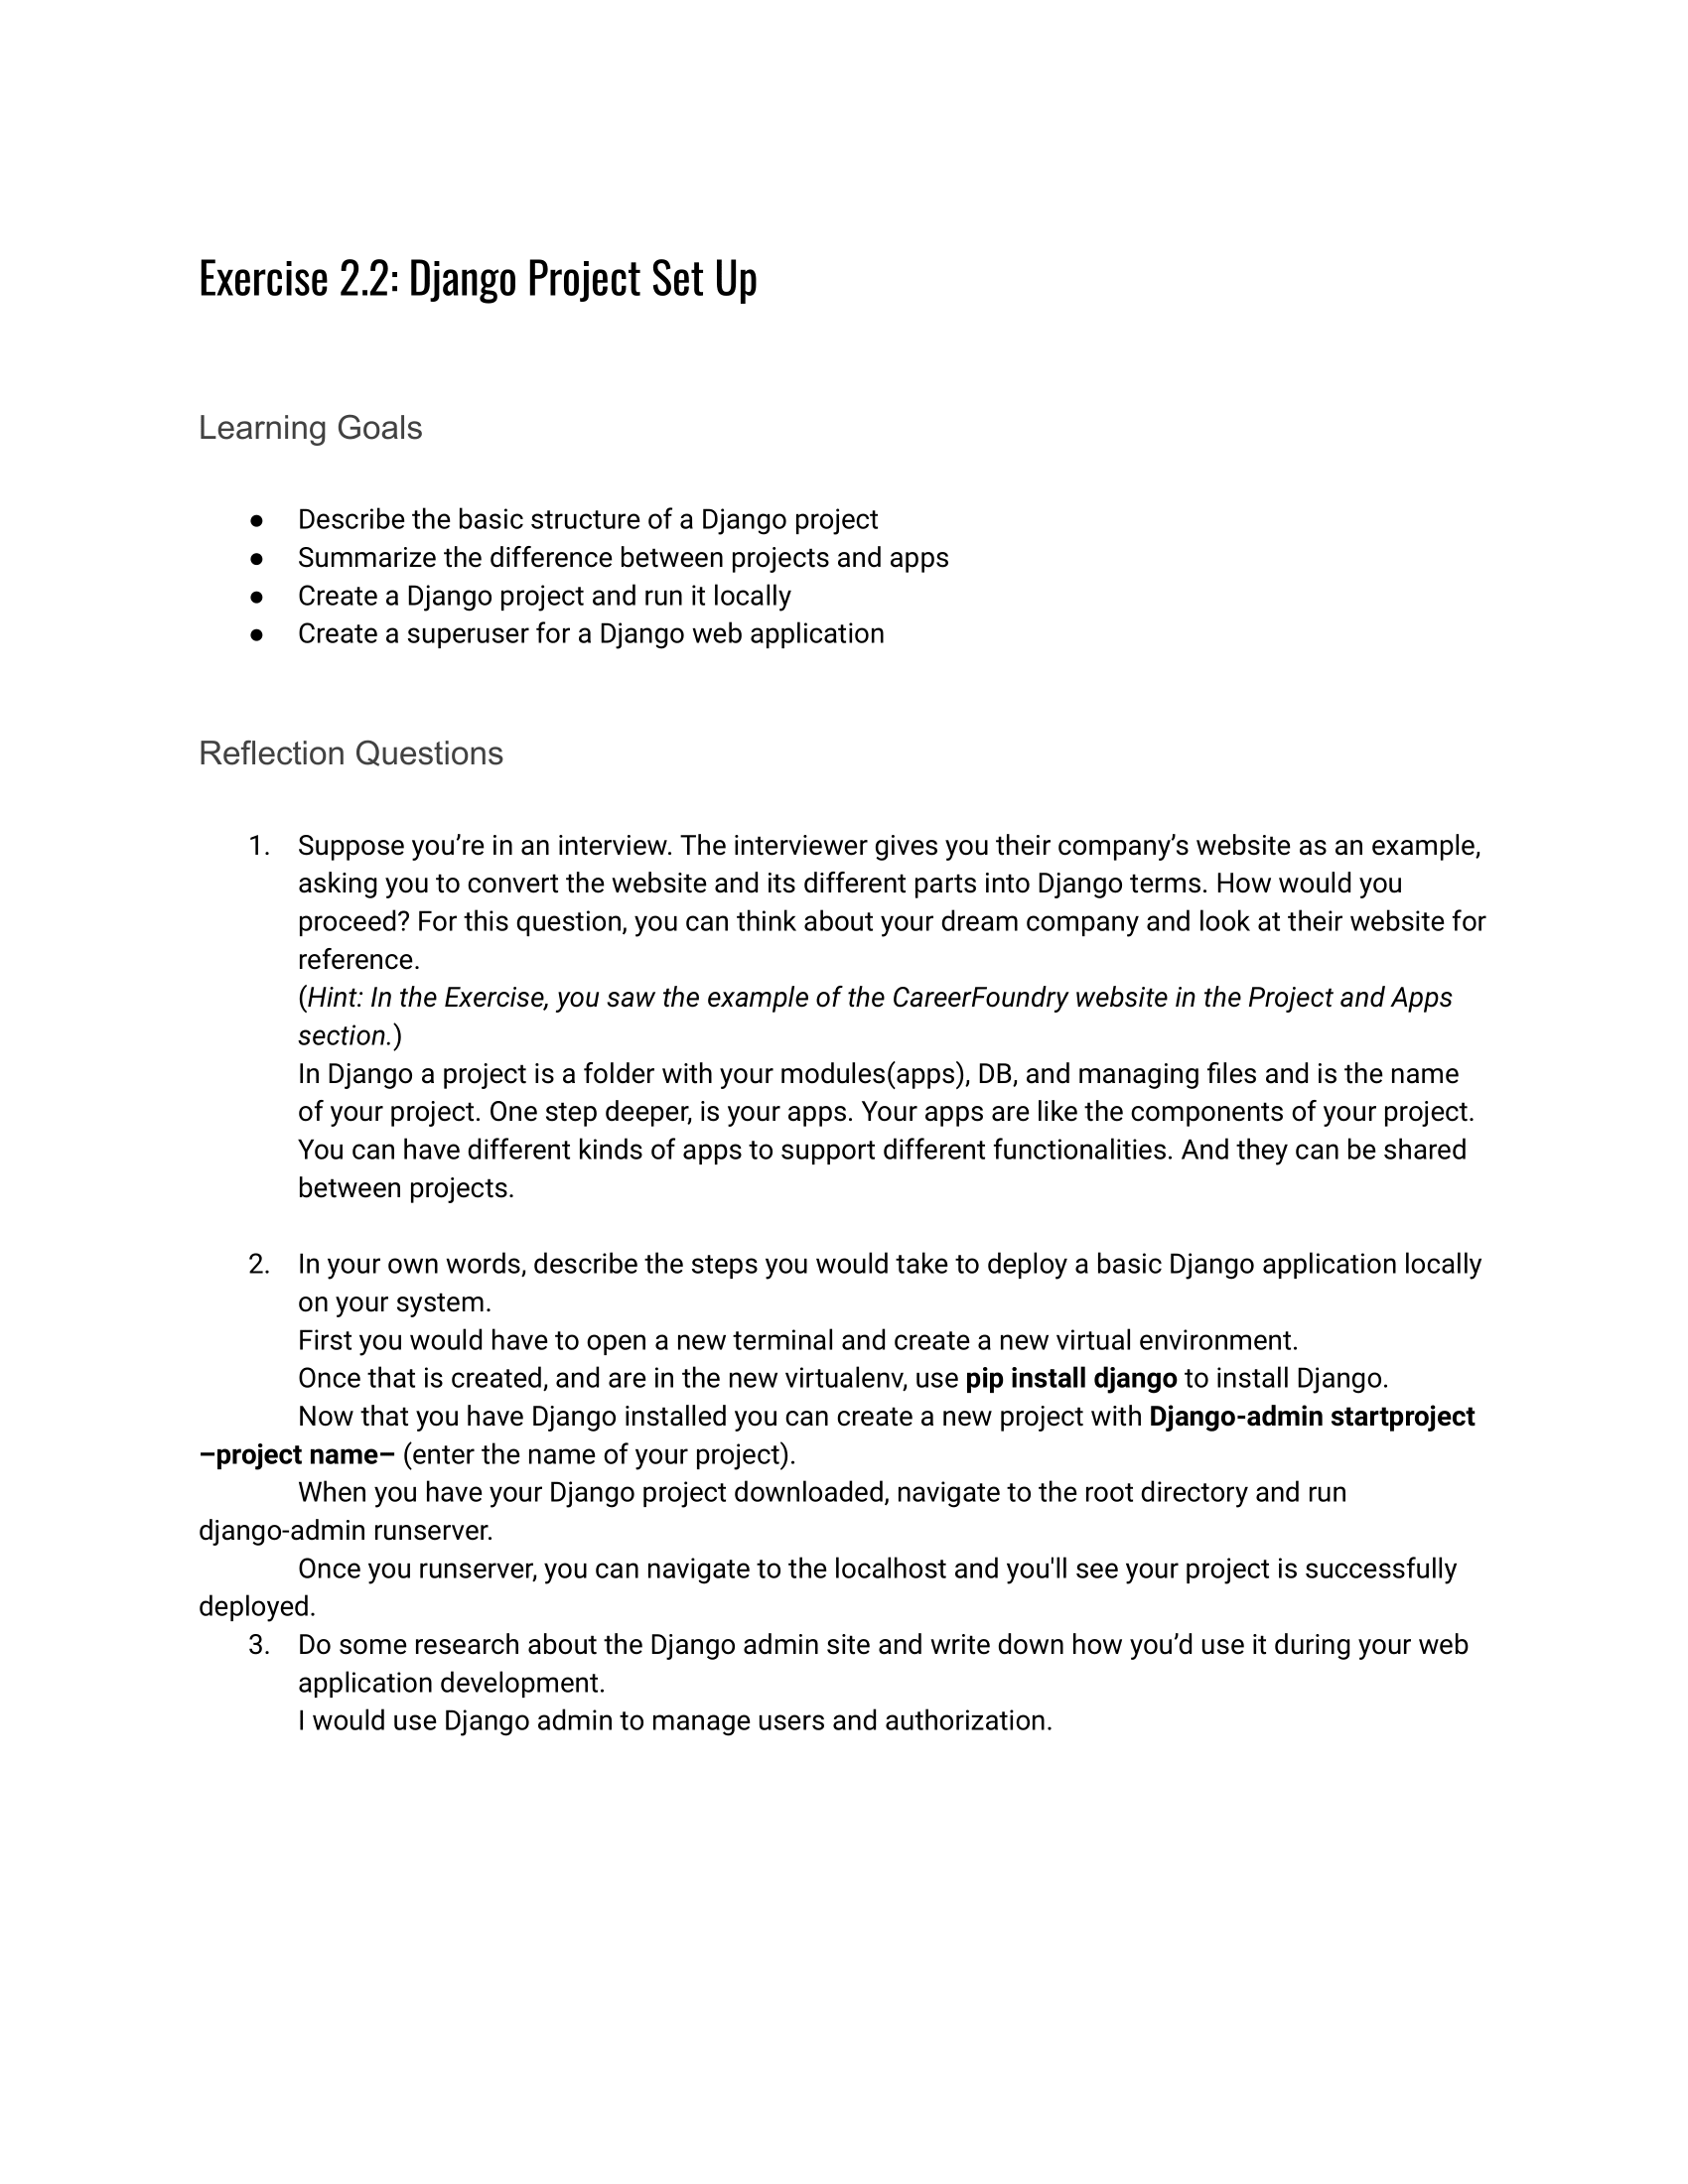 Exercise 2.2: Django Project Set Up
Learning Goals
● Describe the basic structure of a Django project
● Summarize the difference between projects and apps
● Create a Django project and run it locally
● Create a superuser for a Django web application
Reflection Questions
1. Suppose you’re in an interview. The interviewer gives you their company’s website as an example,
asking you to convert the website and its different parts into Django terms. How would you
proceed? For this question, you can think about your dream company and look at their website for
reference.
(Hint: In the Exercise, you saw the example of the CareerFoundry website in the Project and Apps
section.)
In Django a project is a folder with your modules(apps), DB, and managing files and is the name
of your project. One step deeper, is your apps. Your apps are like the components of your project.
You can have different kinds of apps to support different functionalities. And they can be shared
between projects.
2. In your own words, describe the steps you would take to deploy a basic Django application locally
on your system.
First you would have to open a new terminal and create a new virtual environment.
Once that is created, and are in the new virtualenv, use pip install django to install Django.
Now that you have Django installed you can create a new project with Django-admin startproject
–project name– (enter the name of your project).
When you have your Django project downloaded, navigate to the root directory and run
django-admin runserver.
Once you runserver, you can navigate to the localhost and you'll see your project is successfully
deployed.
3. Do some research about the Django admin site and write down how you’d use it during your web
application development.
I would use Django admin to manage users and authorization.